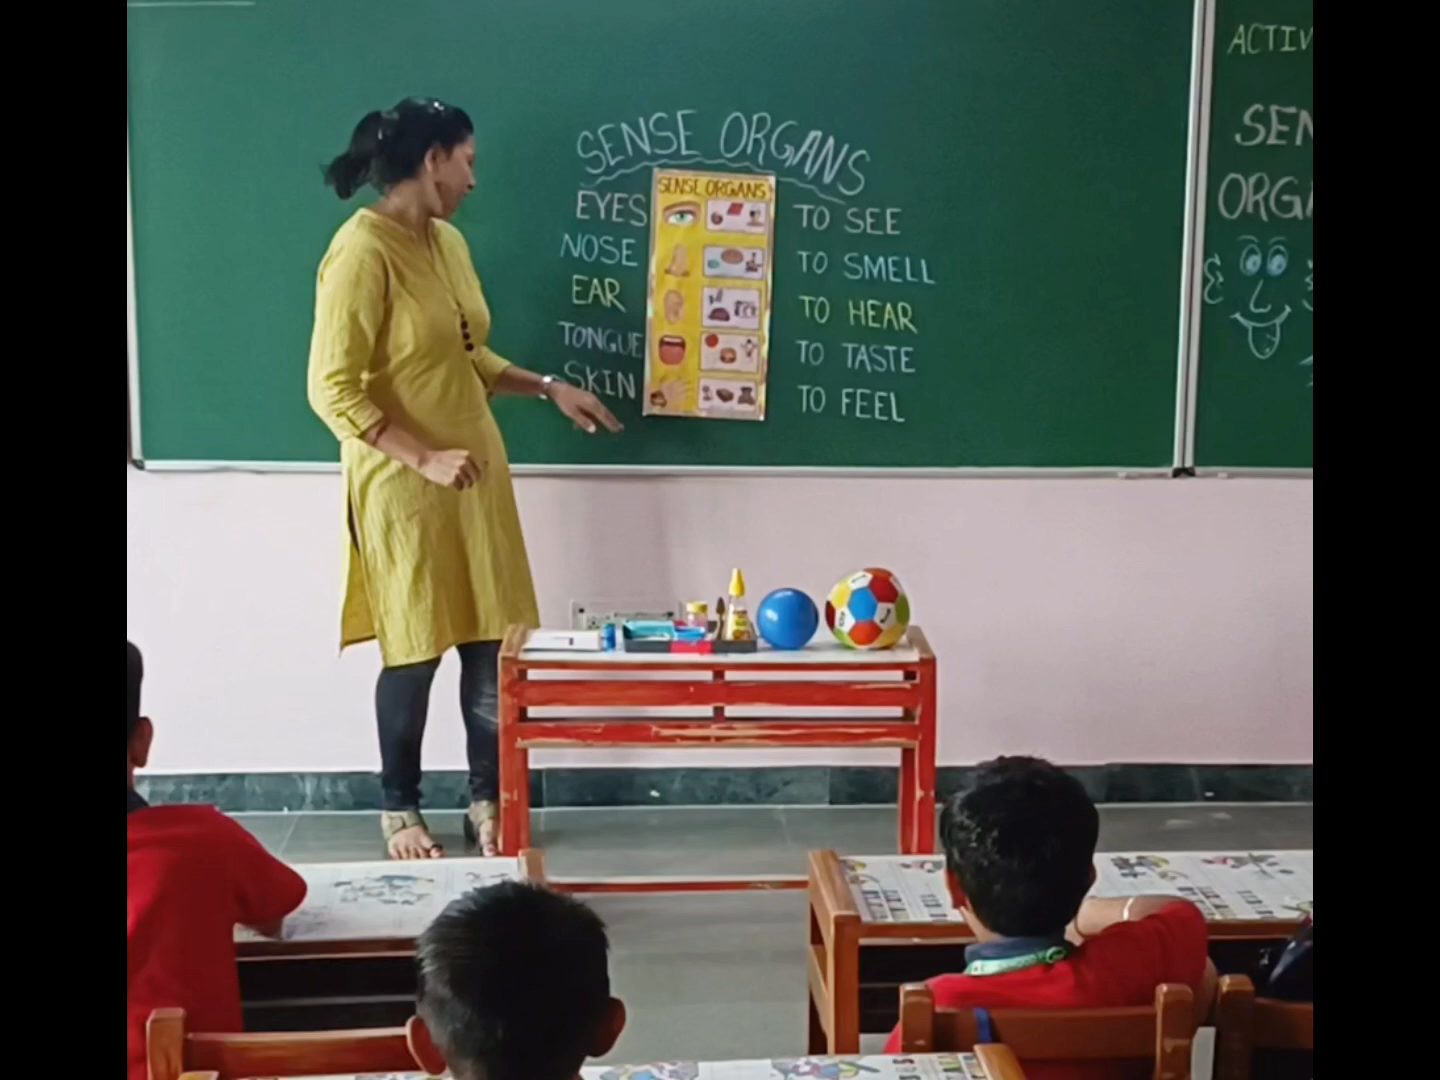 SENSE ORGANS
SENSE ORGANS
EYES TO SEE
NOSE TO SMELL
EAR TO HEAR
TONGUE TO TASTE
SKIN TO FEEL
ACTIV
SEN
ORGA